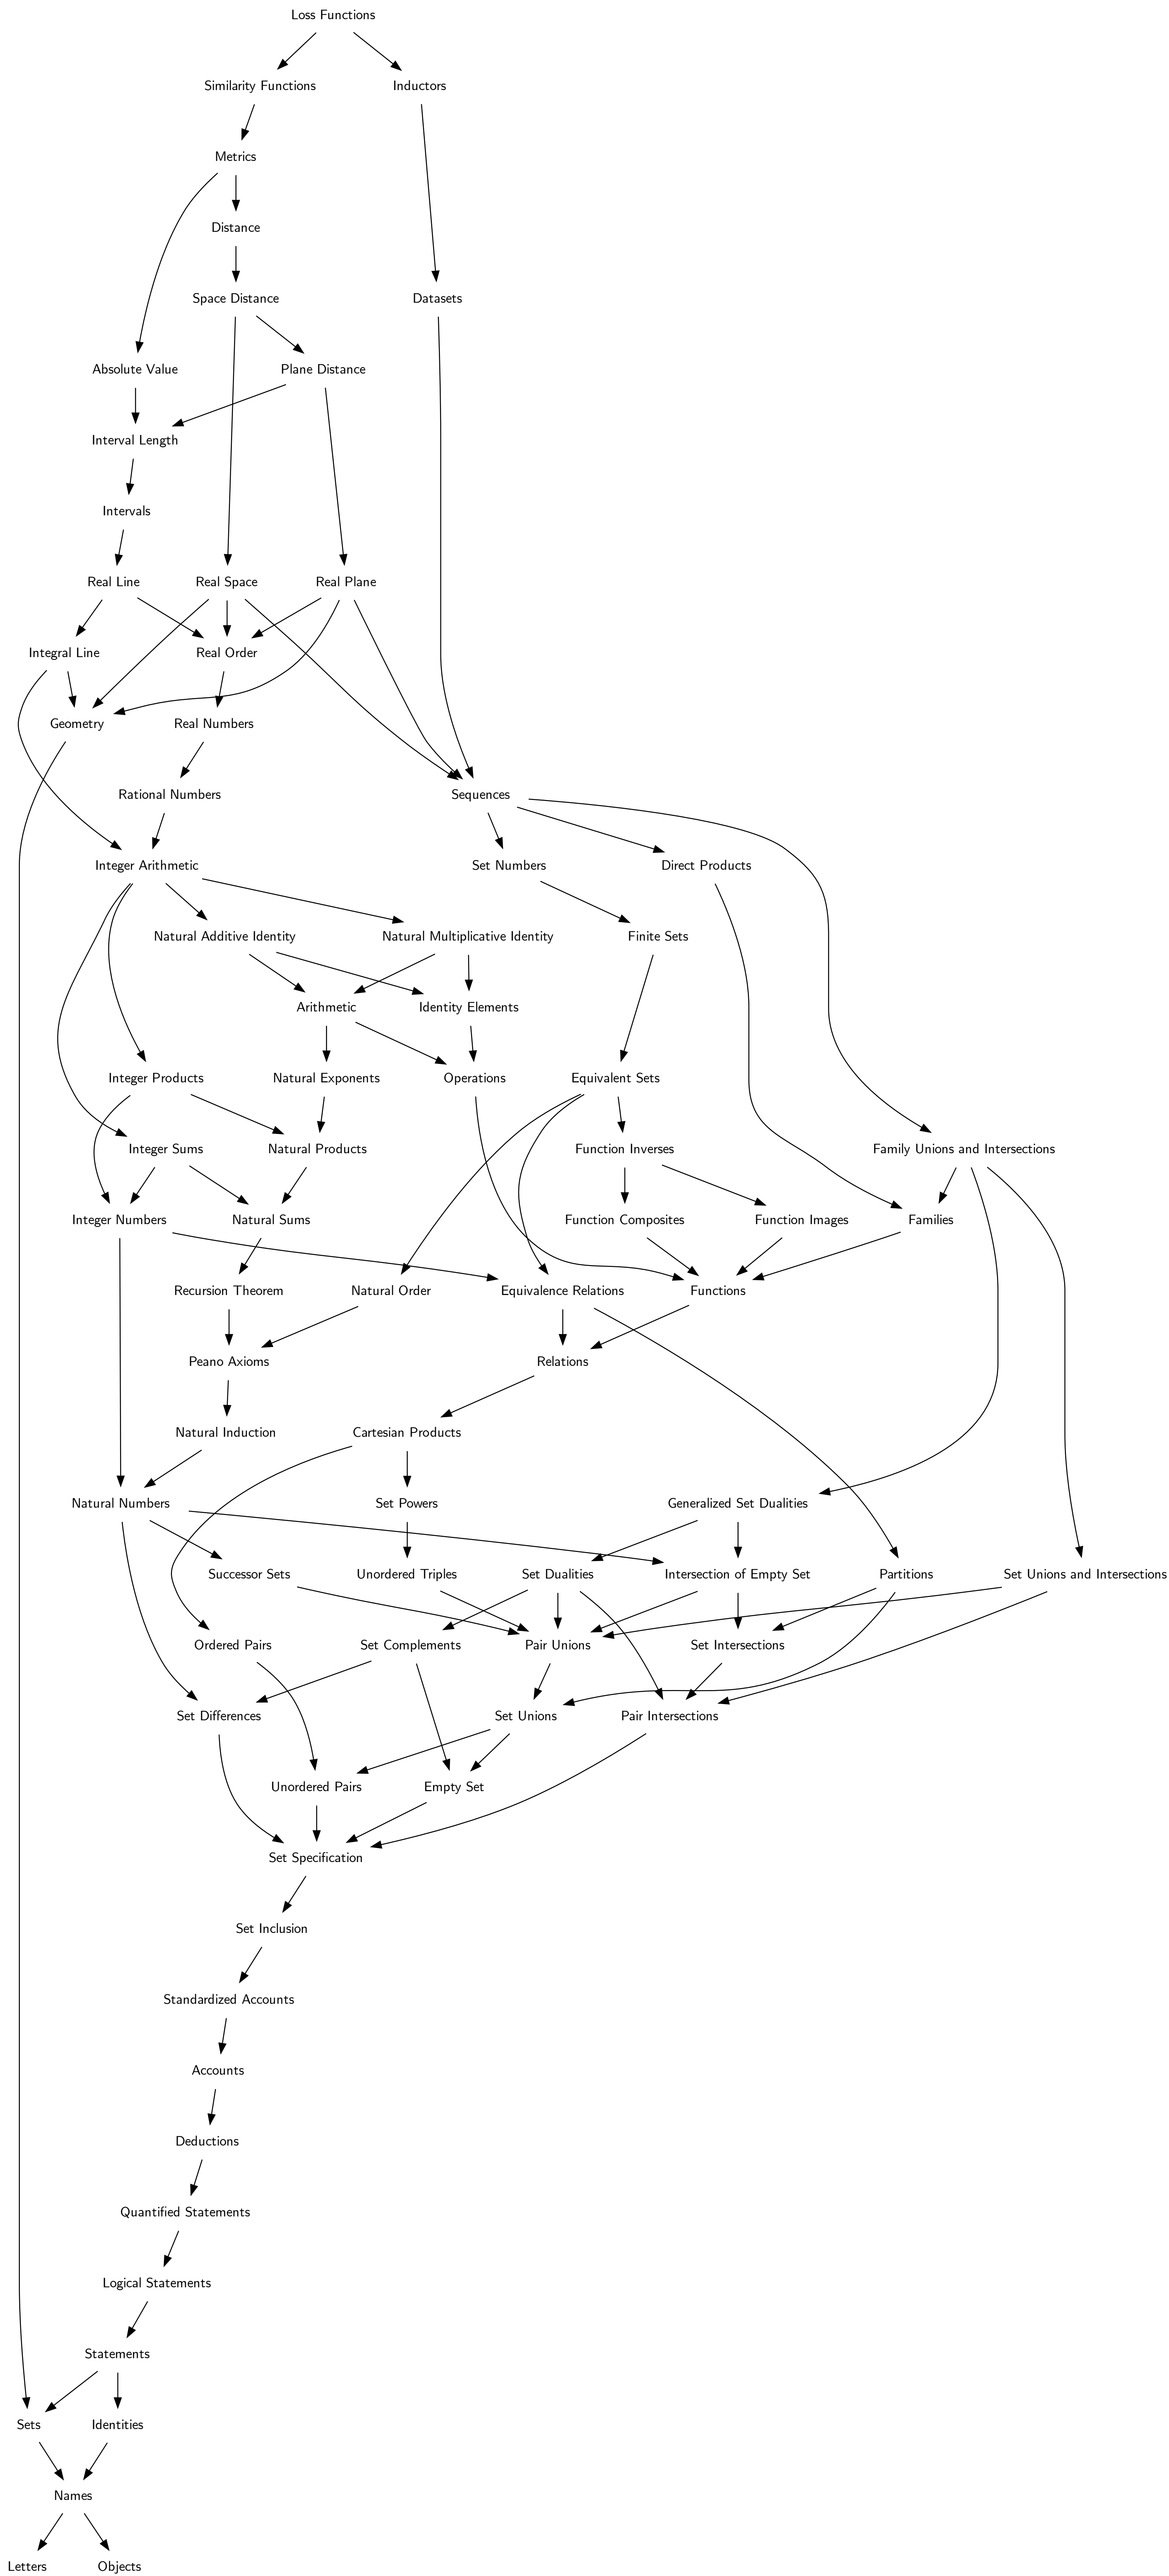 Loss Functions
Similarity Functions
Inductors
Metrics
Distance
Space Distance
Datasets
Absolute Value
Plane Distance
Interval Length
Intervals
Real Line
Real Space
Real Plane
Integral Line
Real Order
Geometry
Real Numbers
Rational Numbers
Sequences
Integer Arithmetic
Set Numbers
Direct Products
Natural Additive Identity
Natural Multiplicative Identity
Finite Sets
Arithmetic
Identity Elements
Integer Products
Natural Exponents
Operations
Equivalent Sets
Integer Sums
Natural Products
Function Inverses
Family Unions and Intersections
Integer Numbers
Natural Sums
Function Composites
Function Images
Families
Recursion Theorem
Natural Order
Equivalence Relations
Functions
Peano Axioms
Relations
Natural Induction
Cartesian Products
Natural Numbers
Set Powers
Generalized Set Dualities
Successor Sets
Unordered Triples
Set Dualities
Intersection of Empty Set
Partitions
Set Unions and Intersections
Ordered Pairs
Set Complements
Pair Unions
Set Intersections
Set Differences
Set Unions
Pair Intersections
Unordered Pairs
Empty Set
Set Specification
Set Inclusion
Standardized Accounts
Accounts
Deductions
Quantified Statements
Logical Statements
Statements
Sets
Identities
Names
Letters
Objects